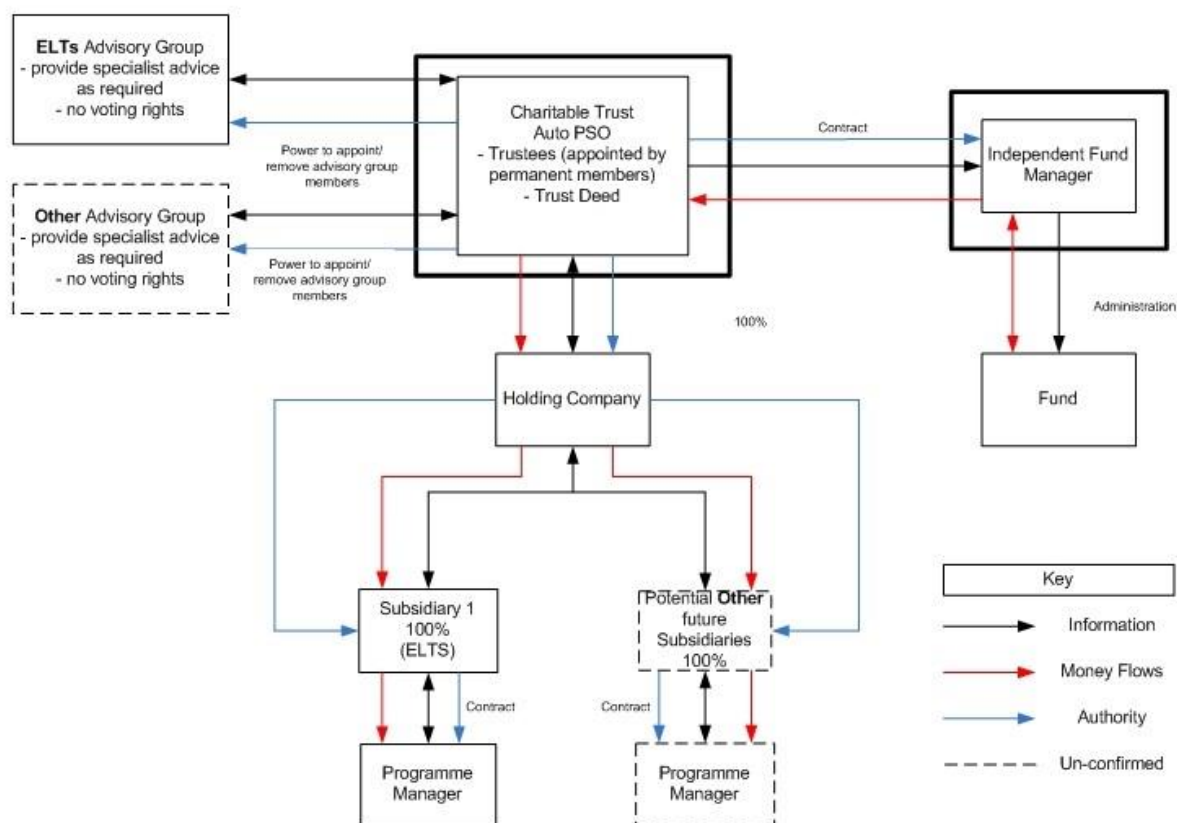 ELTs Advisory Group
- provide specialist advice
as required
- no voting rights
Power to appoint/
remove advisory group
members
Other Advisory Group
- provide specialist advice
as required
- no voting rights
Power to appoint/
remove advisory group
members
Charitable Trust
Auto PSO
- Trustees (appointed by
permanent members)
- Trust Deed
Contract
Independent Fund
Manager
Administration
100%
Holding Company
Fund
Subsidiary 1
100%
(ELTS)
Potential Other
future
Subsidiaries
100%
Contract
Contract
Programme
Manager
Programme
Manager
Key
Information
Money Flows
Authority
Un-confirmed